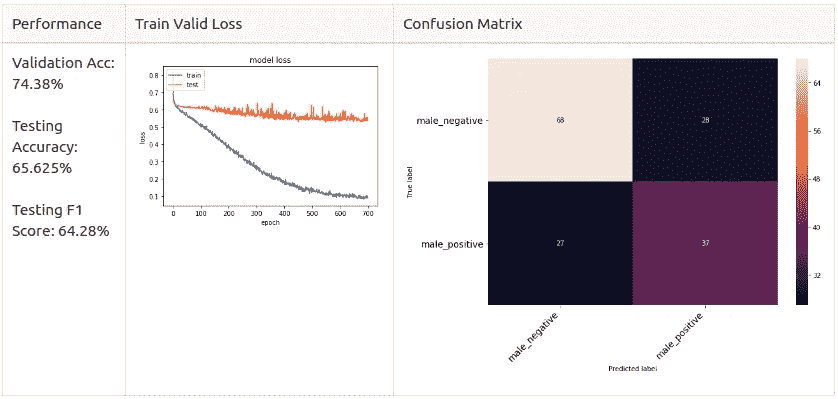 Performance
Train Valid Loss
Confusion Matrix
Validation Acc:
74.38%
Testing
Accuracy:
65.625%
Testing F1
Score: 64.28%
model loss
train
test
0.8
0.7
0.6
0.5
0.4
0.3
0.2
0.1
loss
0 100 200 300 400 500 600 700
epoch
True label
male_negative
68 28
male_positive
27 37
male_negative male_positive
Predicted label
64
56
48
40
32